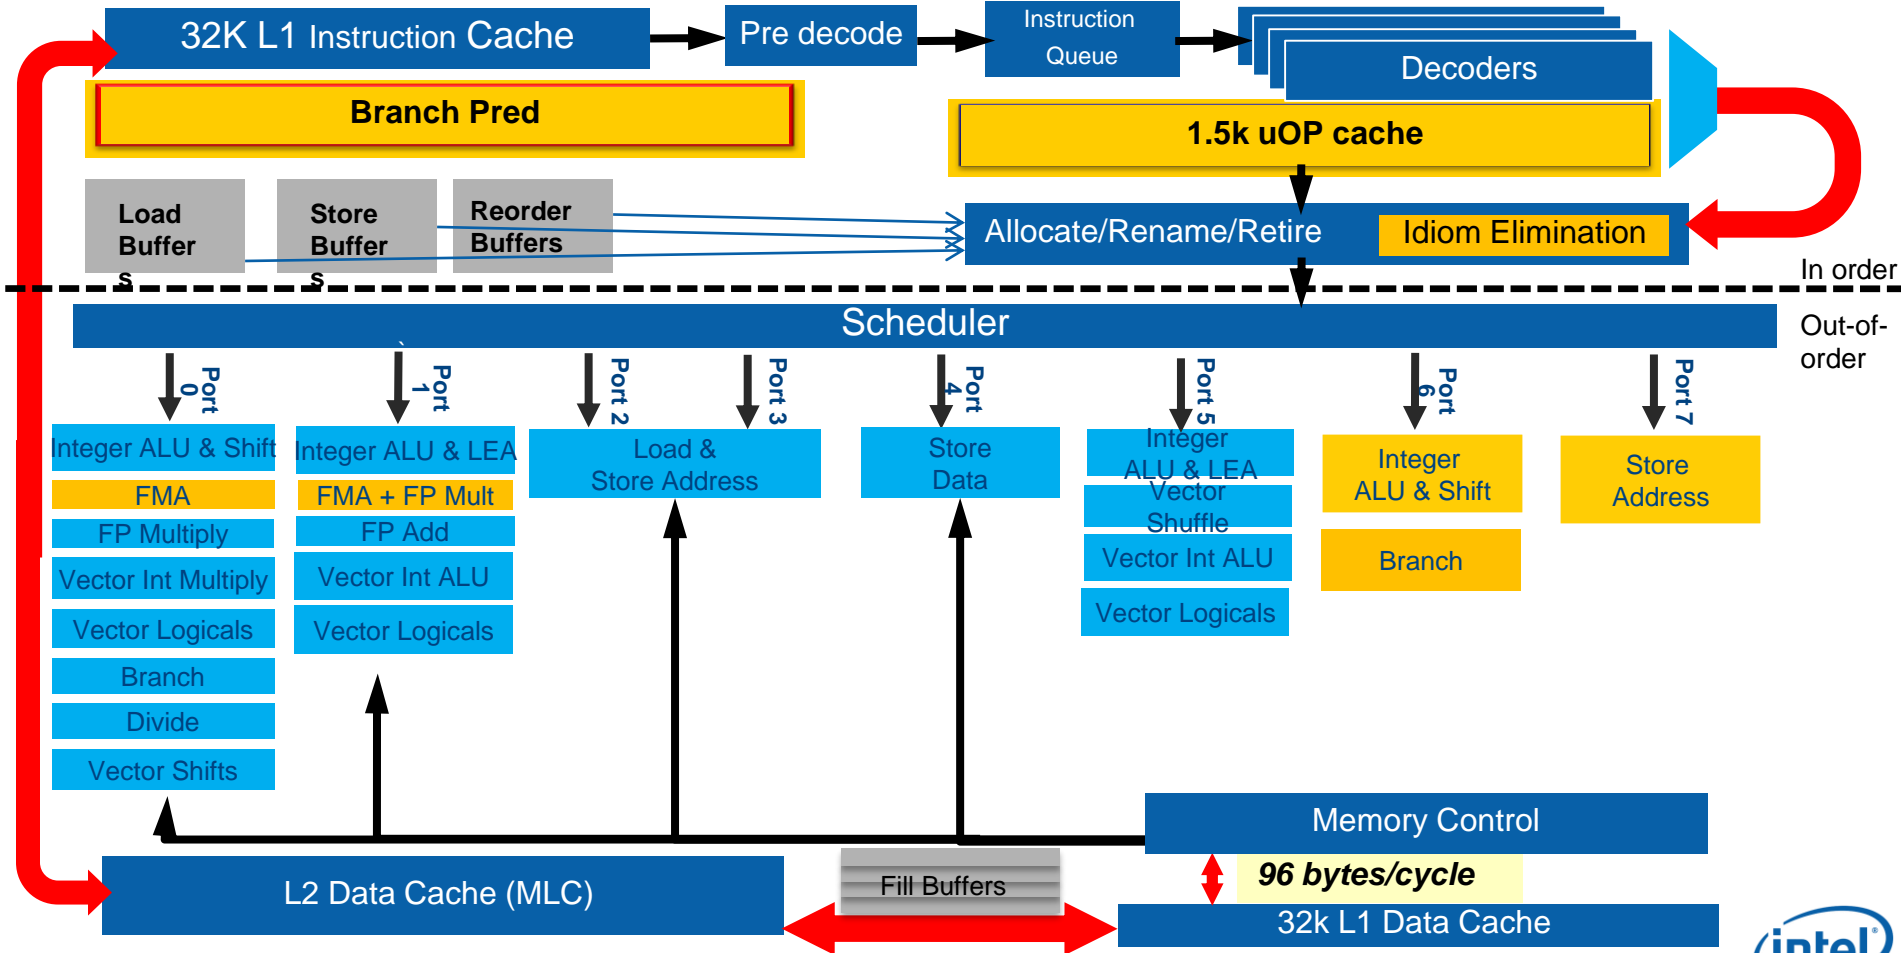 32K L1 Instruction Cache
Pre decode
Instruction
Queue
Decoders
Branch Pred
1.5k uOP cache
Load
Buffer
s
Store
Buffer
s
Reorder
Buffers
Allocate/Rename/Retire
Idiom Elimination
In order
Scheduler
Out-of-
order
Port
0
`
Port
1
Port 2
Port 3
Port
4
Port 5
Port
6
Port 7
Integer ALU & Shift
FMA
FP Multiply
Vector Int Multiply
Vector Logicals
Branch
Divide
Vector Shifts
Integer ALU & LEA
FMA + FP Mult
FP Add
Vector Int ALU
Vector Logicals
Load &
Store Address
Store
Data
Integer
ALU & LEA
Vector
Shuffle
Vector Int ALU
Vector Logicals
Integer
ALU & Shift
Branch
Store
Address
Memory Control
96 bytes/cycle
L2 Data Cache (MLC)
Fill Buffers
32k L1 Data Cache
intel